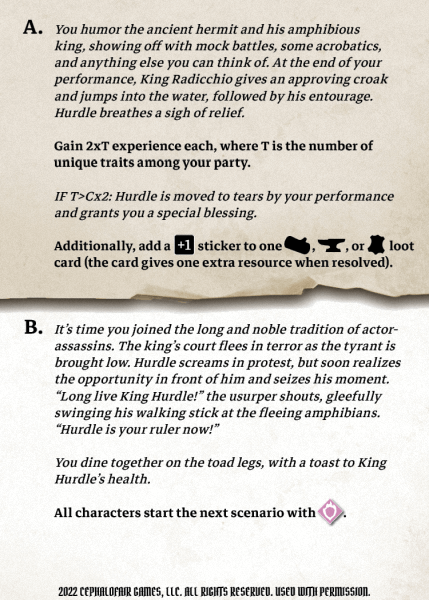 A. You humor the ancient hermit and his amphibious
king, showing off with mock battles, some acrobatics,
and anything else you can think of. At the end of your
performance, King Radicchio gives an approving croak
and jumps into the water, followed by his entourage.
Hurdle breathes a sigh of relief.
Gain 2xT experience each, where T is the number of
unique traits among your party.
IF T>Cx2: Hurdle is moved to tears by your performance
and grants you a special blessing.
Additionally, add a +1 sticker to one , , or loot
card (the card gives one extra resource when resolved).
B. It’s time you joined the long and noble tradition of actor-
assassins. The king’s court flees in terror as the tyrant is
brought low. Hurdle screams in protest, but soon realizes
the opportunity in front of him and seizes his moment.
“Long live King Hurdle!” the usurper shouts, gleefully
swinging his walking stick at the fleeing amphibians.
“Hurdle is your ruler now!”
You dine together on the toad legs, with a toast to King
Hurdle’s health.
All characters start the next scenario with .
2022 CEPHALOFAIR GAMES, LLC. ALL RIGHTS RESERVED. USED WITH PERMISSION.